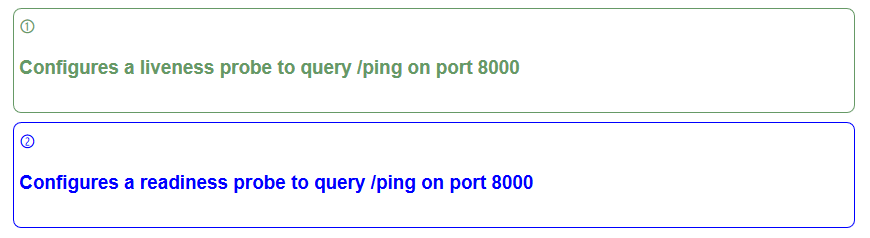 ①
Configures a liveness probe to query /ping on port 8000
②
Configures a readiness probe to query /ping on port 8000